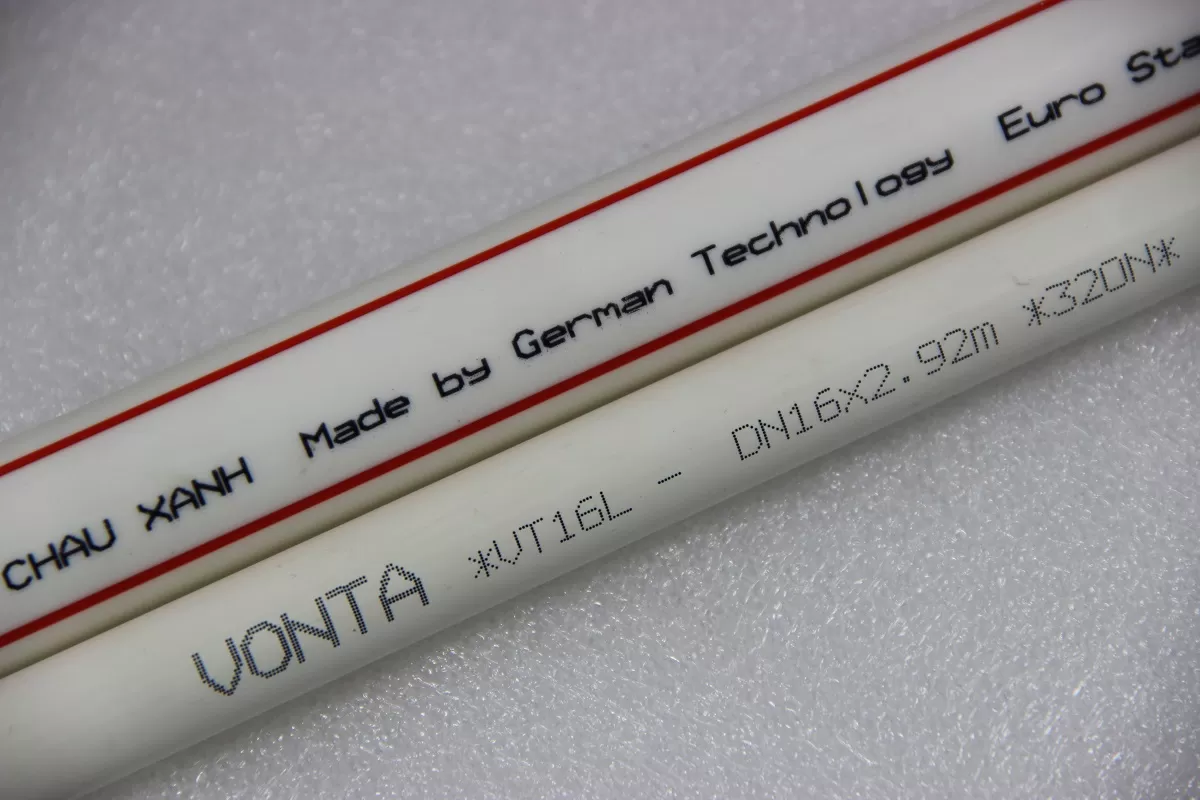 CHAU XANH Made by German Technology Euro Sta
VONTA *VT16L - DN16X2.92m *320N*